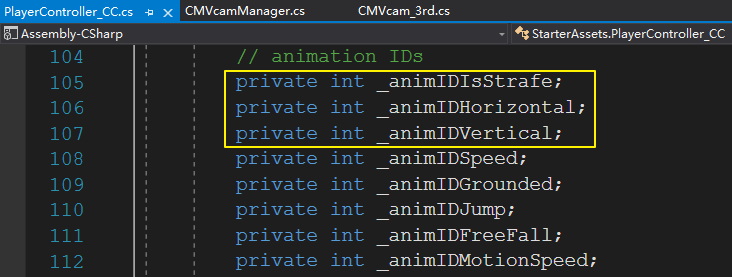 PlayerController_CC.cs CMVcamManager.cs CMVcam_3rd.cs
Assembly-CSharp StarterAssets.PlayerController_CC
104 // animation IDs
105 private int _animIDIsStrafe;
106 private int _animIDHorizontal;
107 private int _animIDVertical;
108 private int _animIDSpeed;
109 private int _animIDGrounded;
110 private int _animIDJump;
111 private int _animIDFreeFall;
112 private int _animIDMotionSpeed;